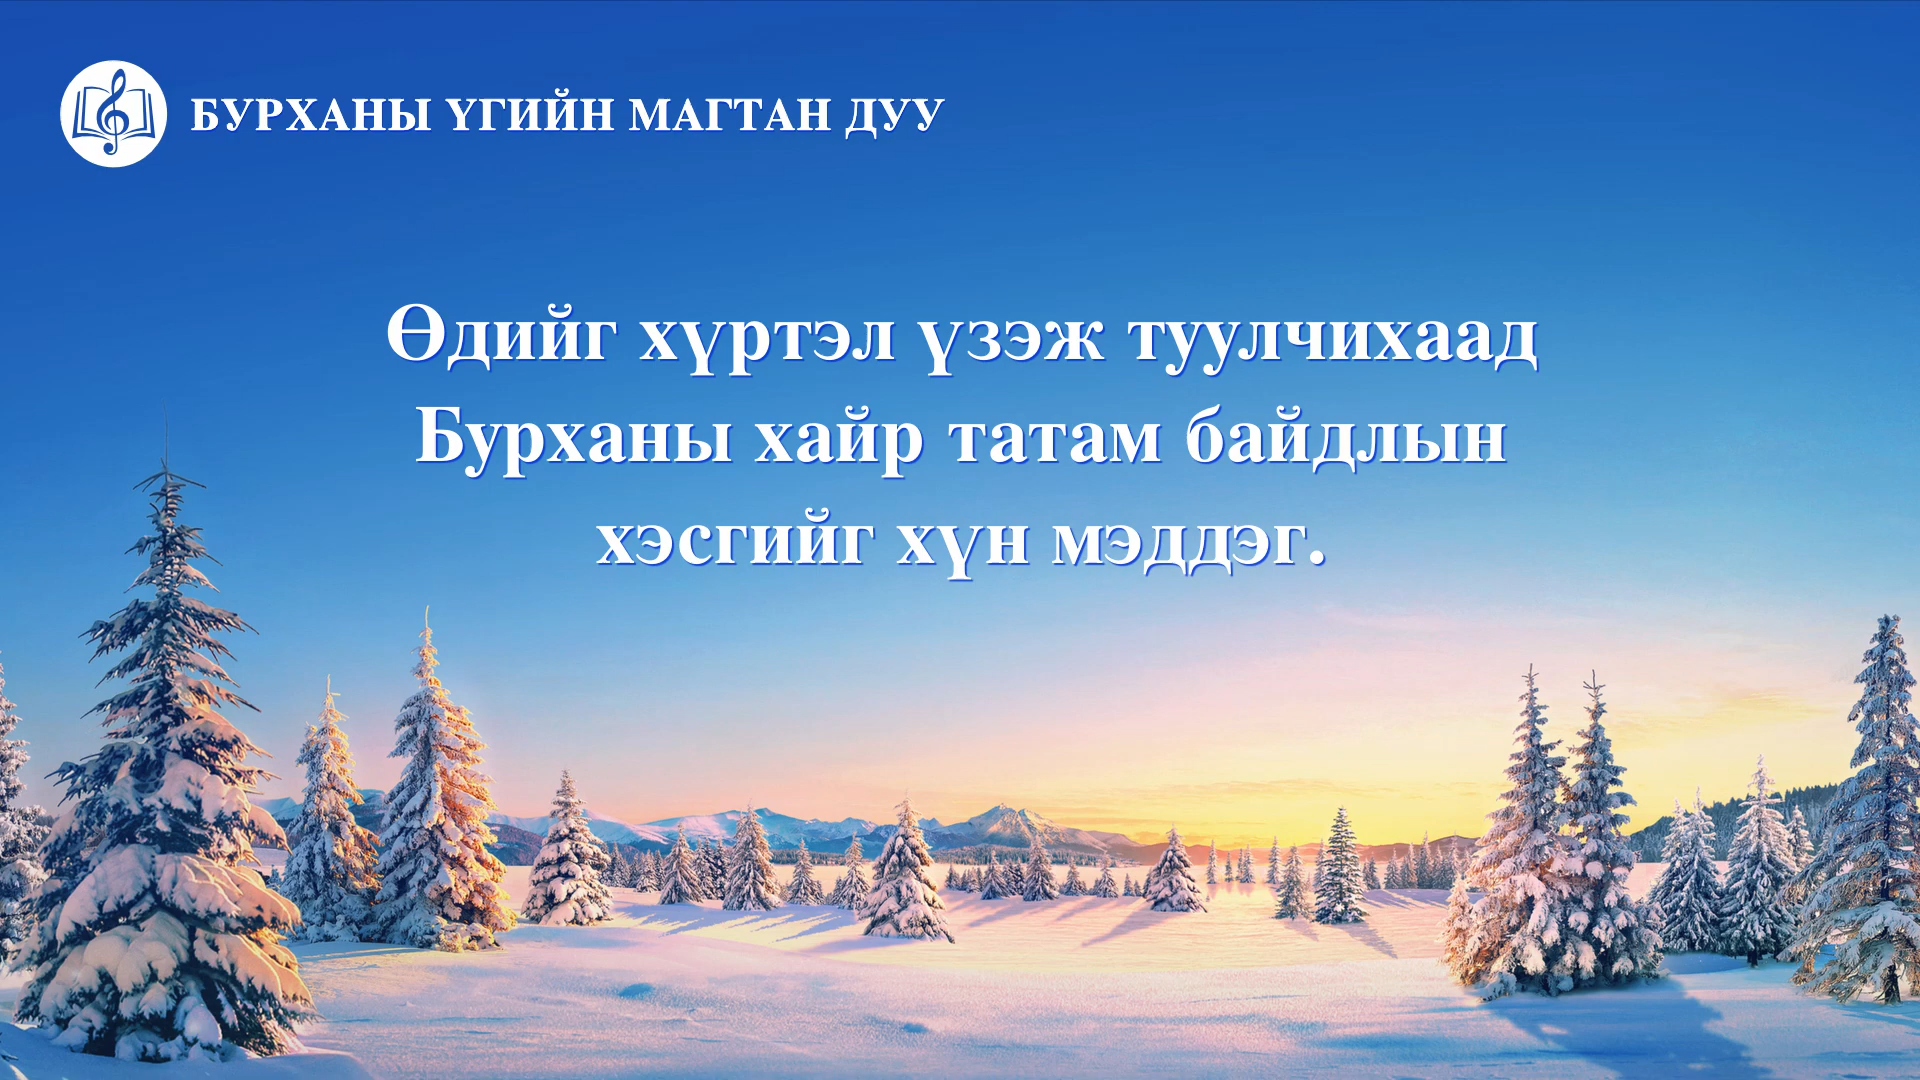 БУРХАНЫ ҮГИЙН МАГТАН ДУУ
Өдийг хүртэл үзэж туулчихаад
Бурханы хайр татам байдлын
хэсгийг хүн мэддэг.